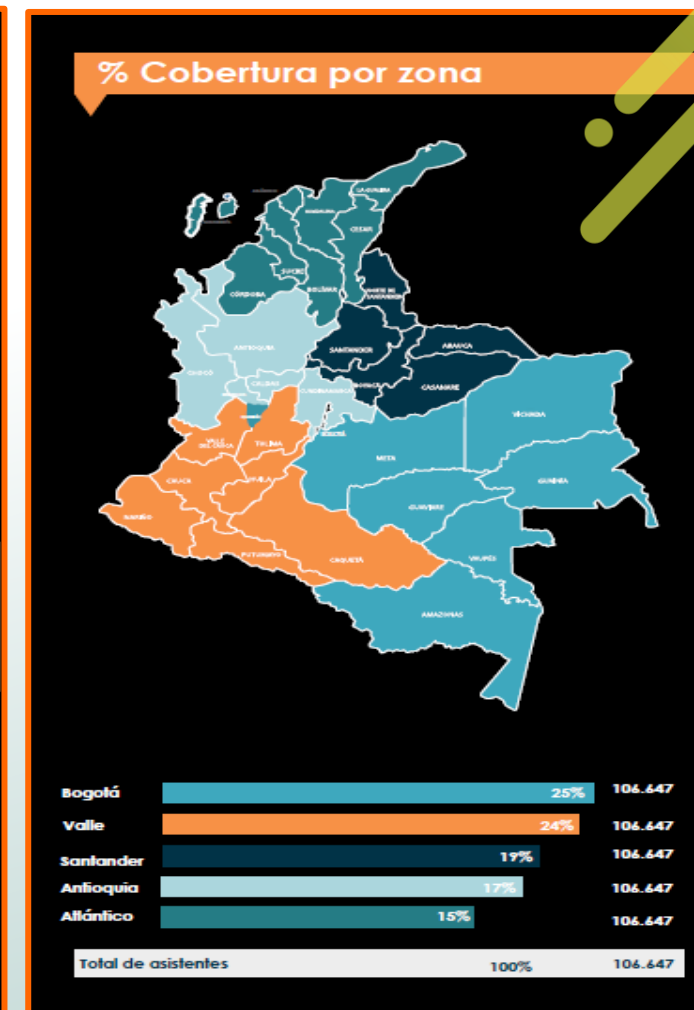 % Cobertura por zona
LA GUAJIRA
MAGDALENA
CESAR
SUCRE
BOLÍVAR
CÓRDOBA
NORTE DE
SANTANDER
SANTANDER
ARAUCA
ANTIOQUIA
CHOCÓ
CALDAS
CUNDINAMARCA
BOYACÁ
CASANARE
VICHADA
BOGOTÁ
VALLE
DEL CAUCA
TOLIMA
META
GUAINÍA
CAUCA
HUILA
GUAVIARE
NARIÑO
PUTUMAYO
CAQUETÁ
VAUPÉS
AMAZONAS
Bogotá 25% 106.647
Valle 24% 106.647
Santander 19% 106.647
Antioquia 17% 106.647
Atlántico 15% 106.647
Total de asistentes 100% 106.647